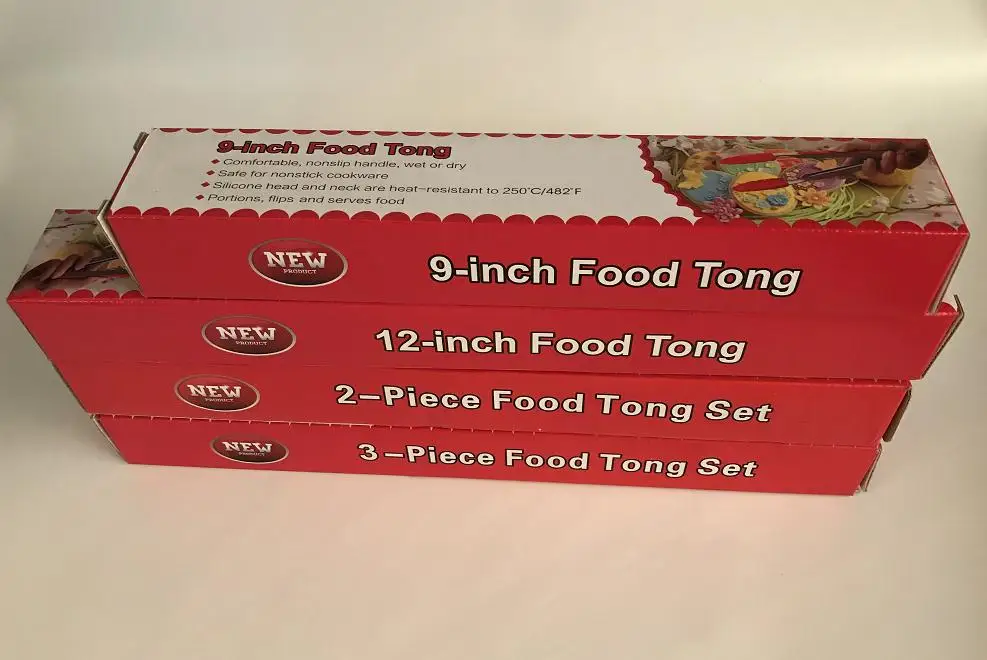 9-inch Food Tong
Comfortable, nonslip handle, wet or dry
Safe for nonstick cookware
Silicone head and neck are heat-resistant to 250°C/482°F
Portions, flips and serves food
NEW
PRODUCT
9-inch Food Tong
NEW
PRODUCT
12-inch Food Tong
NEW
PRODUCT
2-Piece Food Tong Set
NEW
PRODUCT
3-Piece Food Tong Set